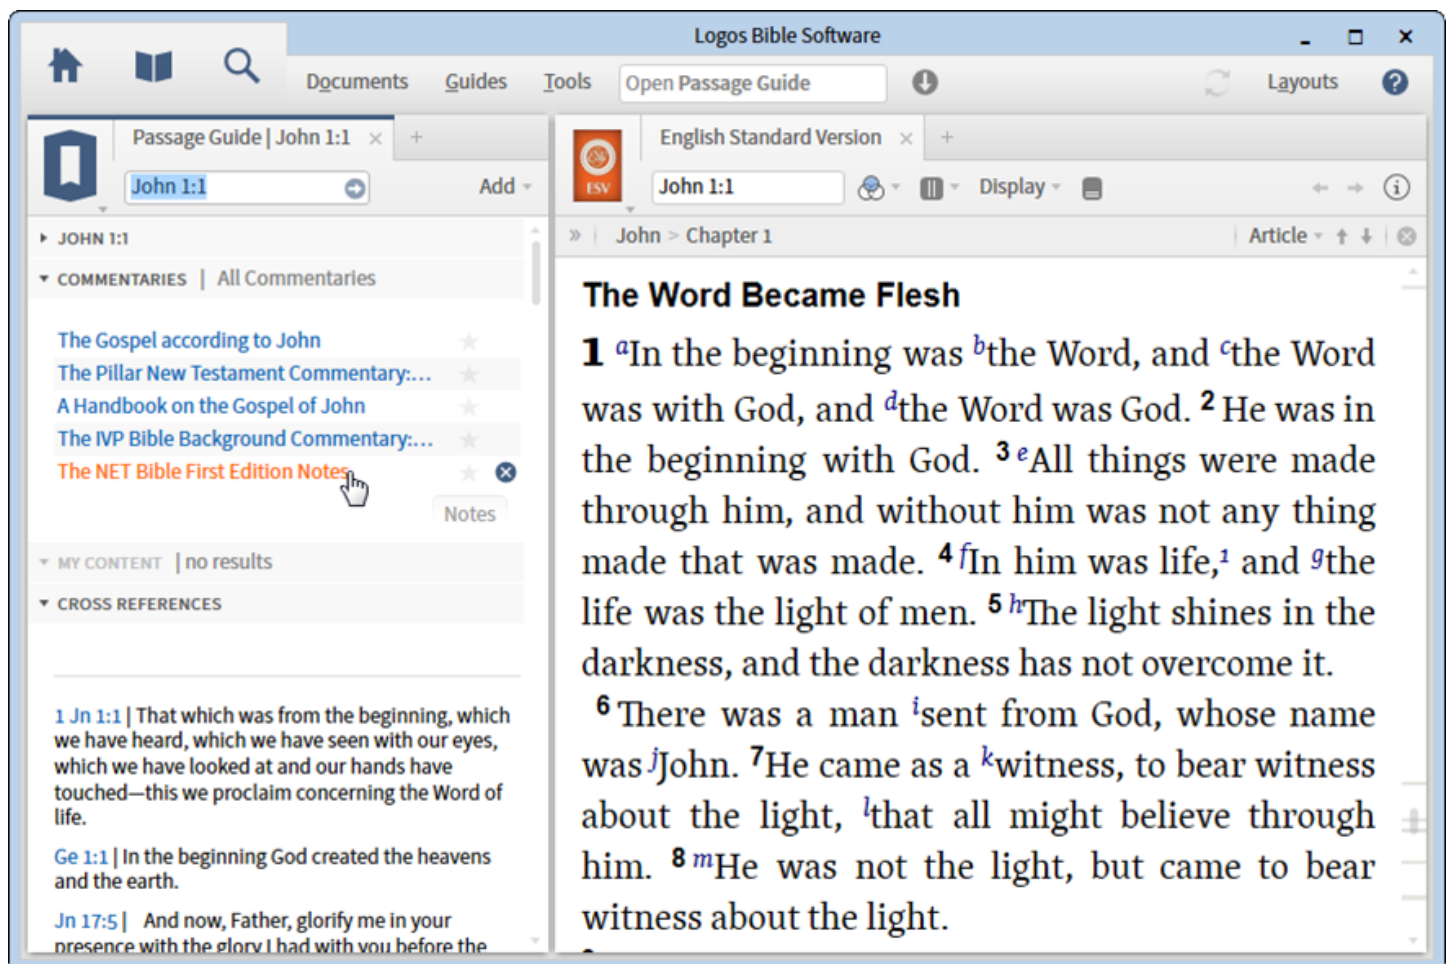 Logos Bible Software
Documents Guides Tools Open Passage Guide Layouts ?
Passage Guide | John 1:1
John 1:1 Add
JOHN 1:1
COMMENTARIES | All Commentaries
The Gospel according to John
The Pillar New Testament Commentary:...
A Handbook on the Gospel of John
The IVP Bible Background Commentary:...
The NET Bible First Edition Notes
Notes
MY CONTENT | no results
CROSS REFERENCES
1 Jn 1:1 | That which was from the beginning, which
we have heard, which we have seen with our eyes,
which we have looked at and our hands have
touched—this we proclaim concerning the Word of
life.
Ge 1:1 | In the beginning God created the heavens
and the earth.
Jn 17:5 | And now, Father, glorify me in your
presence with the glory I had with you before the
English Standard Version
ESV
John 1:1 Display
» John > Chapter 1 Article
The Word Became Flesh
1 aIn the beginning was bthe Word, and cthe Word
was with God, and dthe Word was God. 2 He was in
the beginning with God. 3 eAll things were made
through him, and without him was not any thing
made that was made. 4 fIn him was life,1 and gthe
life was the light of men. 5 hThe light shines in the
darkness, and the darkness has not overcome it.
6 There was a man isent from God, whose name
was jJohn. 7He came as a kwitness, to bear witness
about the light, lthat all might believe through
him. 8 mHe was not the light, but came to bear
witness about the light.